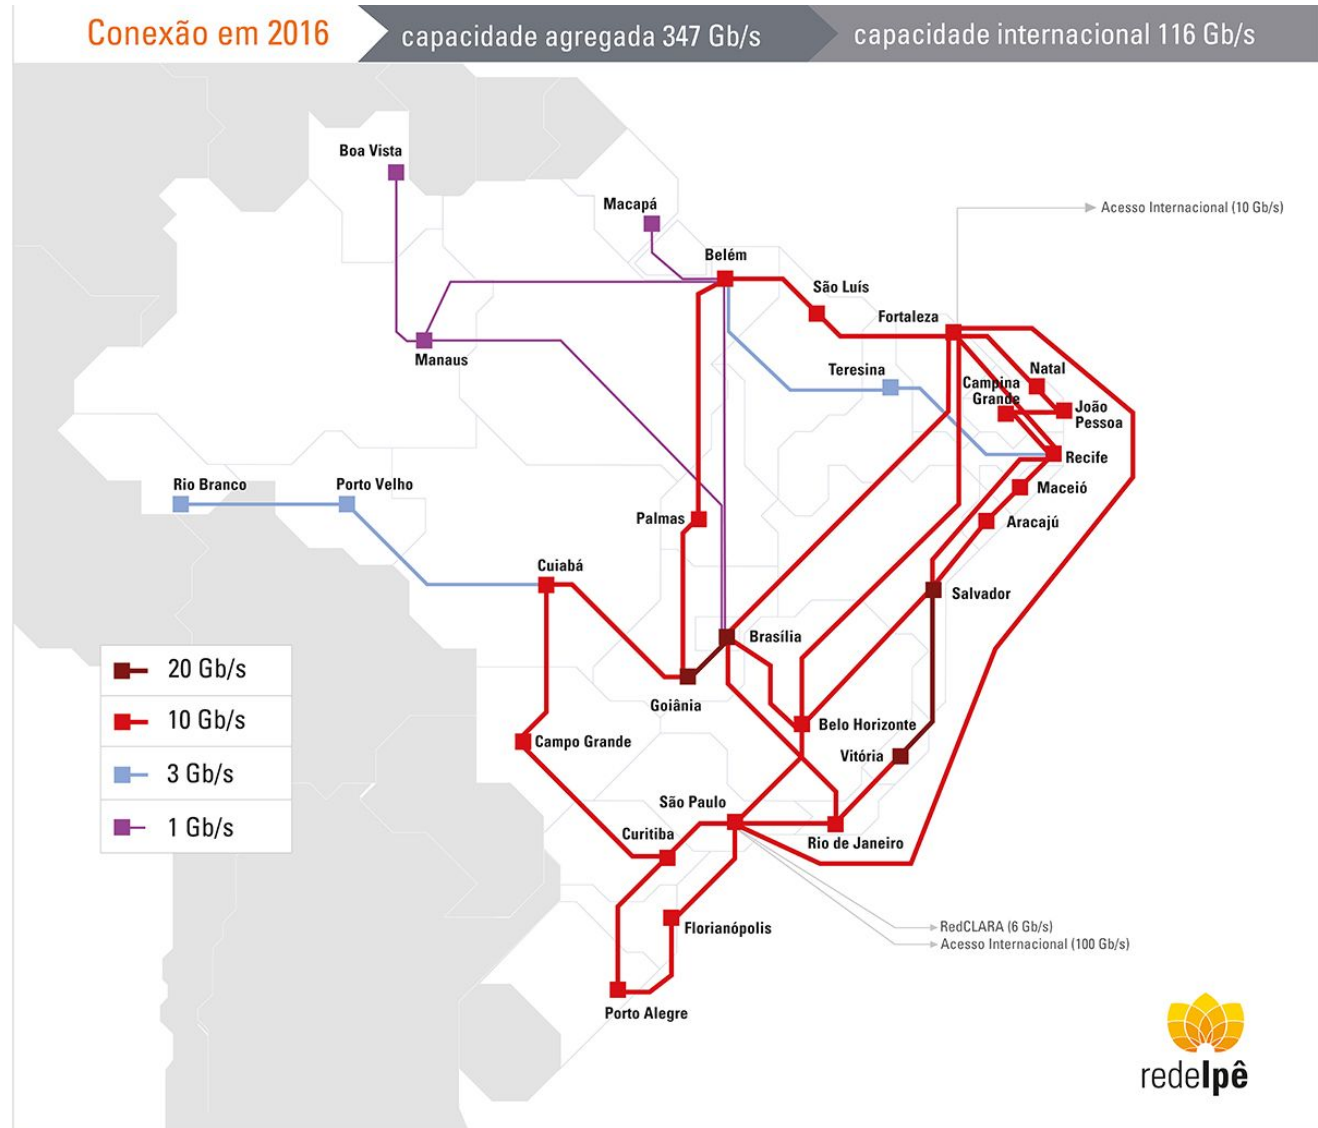 Conexão em 2016
capacidade agregada 347 Gb/s
capacidade internacional 116 Gb/s
Boa Vista
Macapá
Acesso Internacional (10 Gb/s)
Belém
São Luís
Fortaleza
Manaus
Teresina
Natal
Campina
Grande
João
Pessoa
Recife
Rio Branco
Porto Velho
Maceió
Palmas
Aracajú
Cuiabá
Salvador
Brasília
20 Gb/s
Goiânia
10 Gb/s
Belo Horizonte
Campo Grande
Vitória
3 Gb/s
São Paulo
1 Gb/s
Curitiba
Rio de Janeiro
Florianópolis
RedCLARA (6 Gb/s)
Acesso Internacional (100 Gb/s)
Porto Alegre
redeIpê